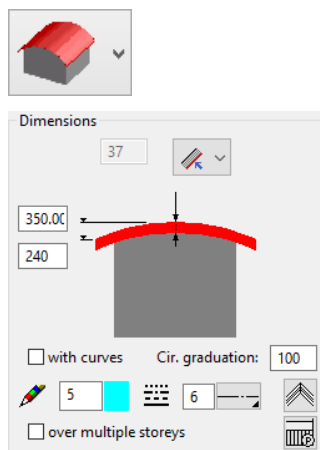 Dimensions
37
350.00
240
with curves Cir. graduation: 100
5 6
over multiple storeys
P